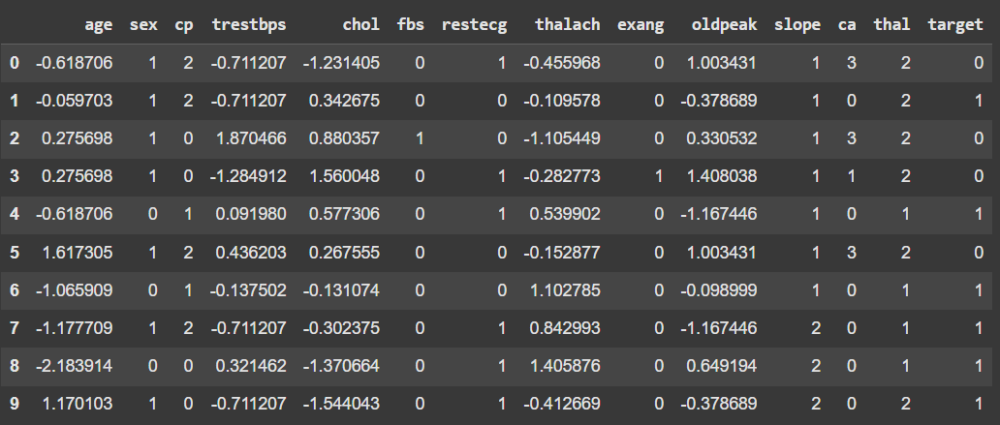 age sex cp trestbps chol fbs restecg thalach exang oldpeak slope ca thal target
0 -0.618706 1 2 -0.711207 -1.231405 0 1 -0.455968 0 1.003431 1 3 2 0
1 -0.059703 1 2 -0.711207 0.342675 0 0 -0.109578 0 -0.378689 1 0 2 1
2 0.275698 1 0 1.870466 0.880357 1 0 -1.105449 0 0.330532 1 3 2 0
3 0.275698 1 0 -1.284912 1.560048 0 1 -0.282773 1 1.408038 1 1 2 0
4 -0.618706 0 1 0.091980 0.577306 0 1 0.539902 0 -1.167446 1 0 1 1
5 1.617305 1 2 0.436203 0.267555 0 0 -0.152877 0 1.003431 1 3 2 0
6 -1.065909 0 1 -0.137502 -0.131074 0 0 1.102785 0 -0.098999 1 0 1 1
7 -1.177709 1 2 -0.711207 -0.302375 0 1 0.842993 0 -1.167446 2 0 1 1
8 -2.183914 0 0 0.321462 -1.370664 0 1 1.405876 0 0.649194 2 0 1 1
9 1.170103 1 0 -0.711207 -1.544043 0 1 -0.412669 0 -0.378689 2 0 2 1